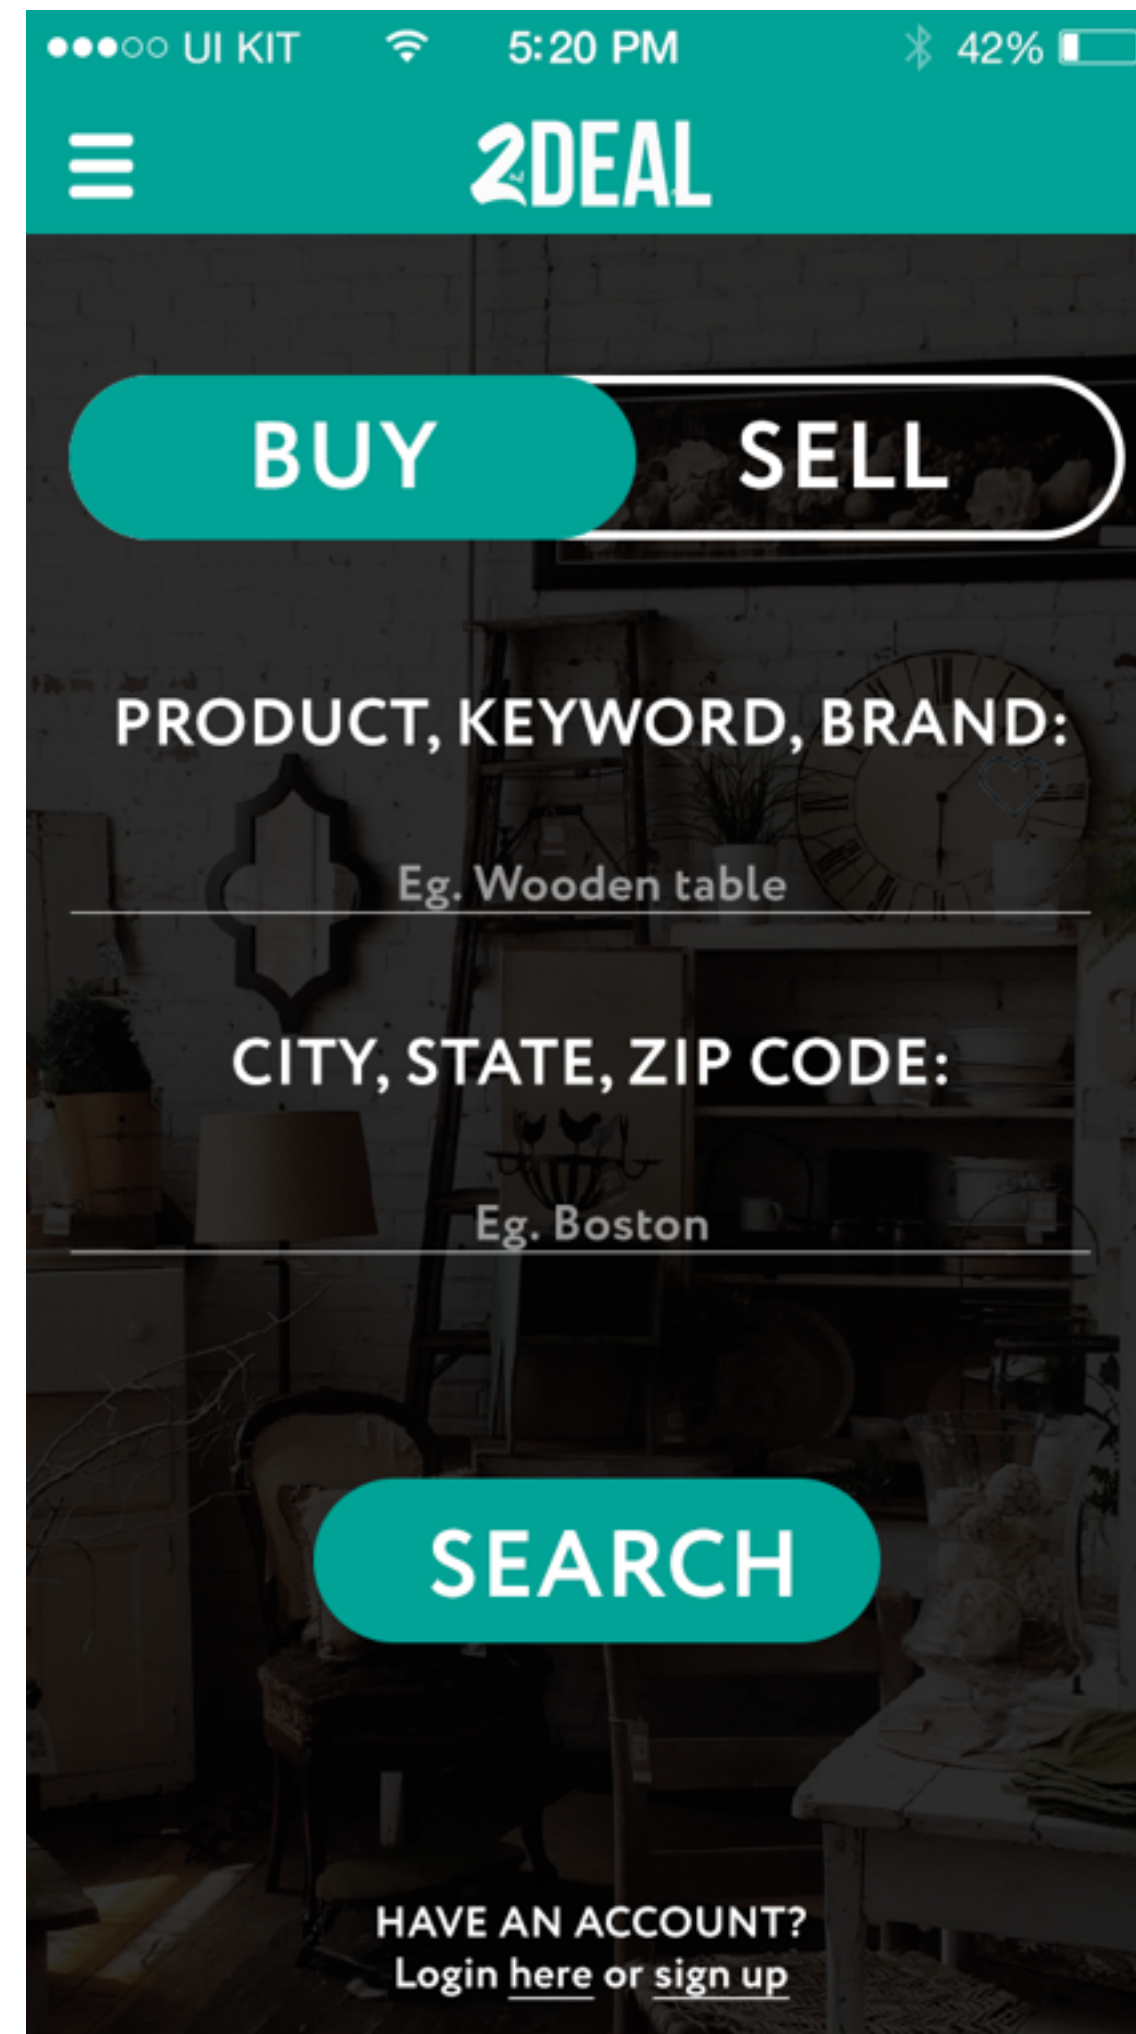 UI KIT 5:20 PM 42%
2DEAL
BUY SELL
PRODUCT, KEYWORD, BRAND:
Eg. Wooden table
CITY, STATE, ZIP CODE:
Eg. Boston
SEARCH
HAVE AN ACCOUNT?
Login here or sign up